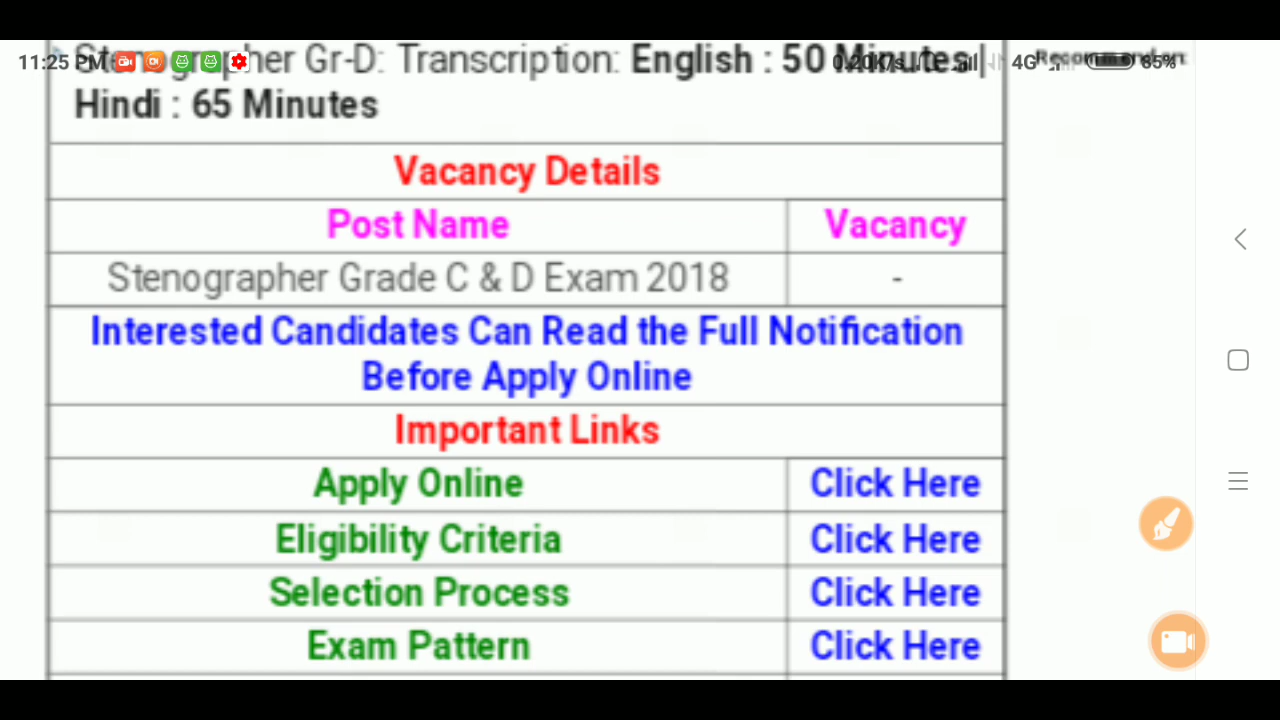 11:25 PM
4G
85%
Stenographer Gr-D: Transcription: English : 50 Minutes |
Hindi : 65 Minutes
Vacancy Details
Post Name Vacancy
Stenographer Grade C & D Exam 2018 -
Interested Candidates Can Read the Full Notification
Before Apply Online
Important Links
Apply Online Click Here
Eligibility Criteria Click Here
Selection Process Click Here
Exam Pattern Click Here